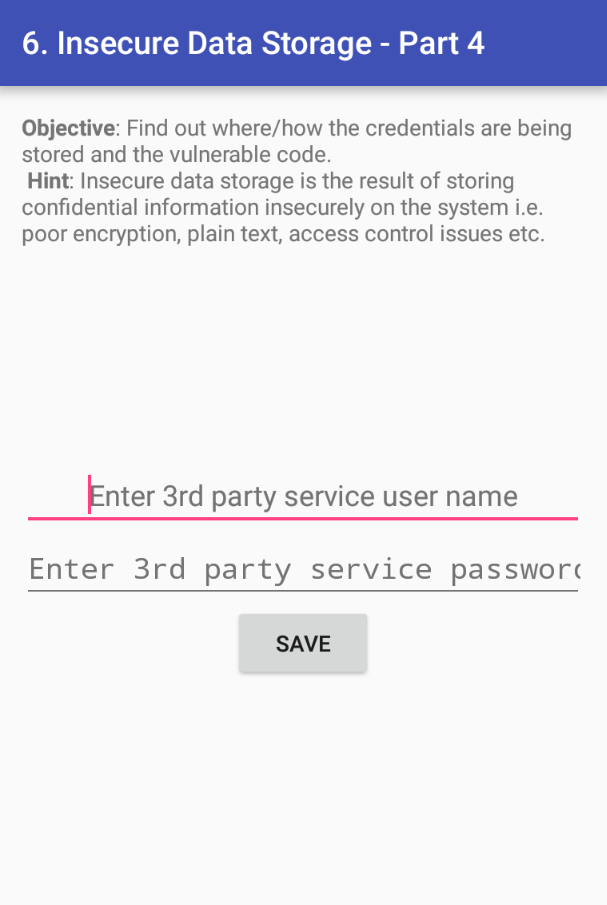 6. Insecure Data Storage - Part 4
Objective: Find out where/how the credentials are being
stored and the vulnerable code.
Hint: Insecure data storage is the result of storing
confidential information insecurely on the system i.e.
poor encryption, plain text, access control issues etc.
Enter 3rd party service user name
Enter 3rd party service password
SAVE